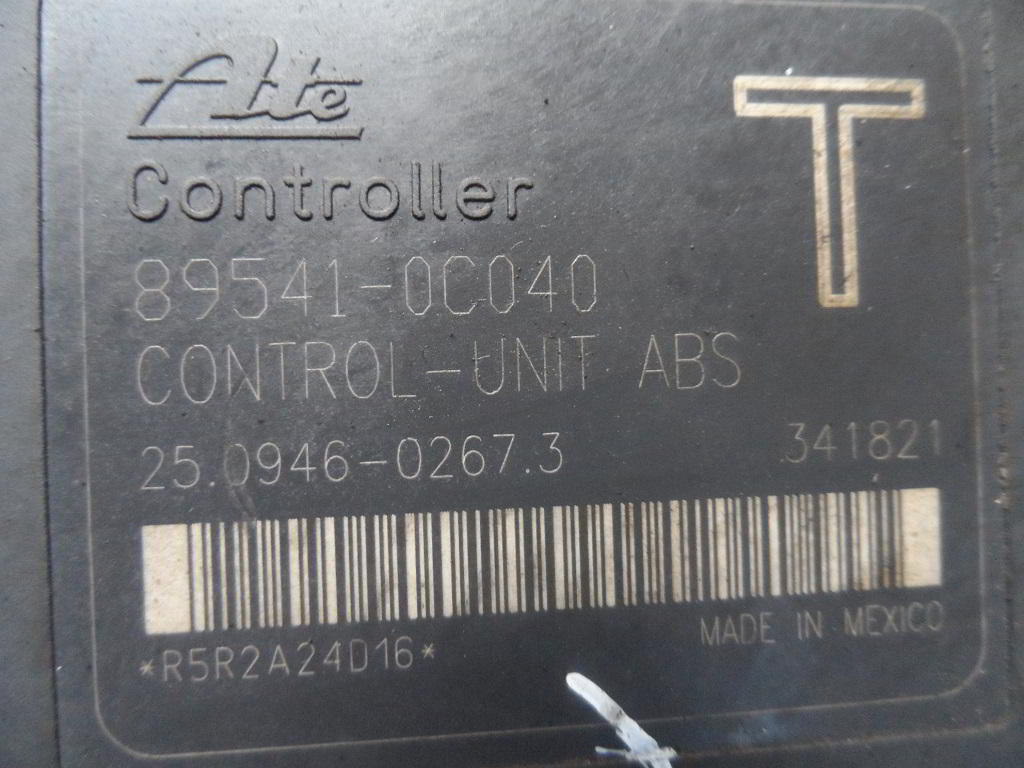 Ate
Controller
T
89541-0C040
CONTROL-UNIT ABS
25.0946-0267.3 341821
*R5R2A24D16*
MADE IN MEXICO